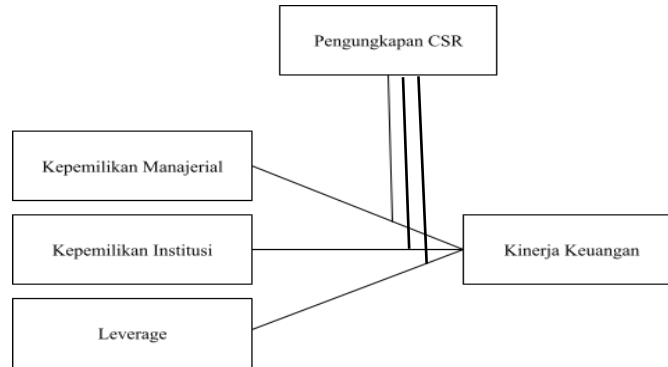 Pengungkapan CSR
Kepemilikan Manajerial
Kepemilikan Institusi
Kinerja Keuangan
Leverage